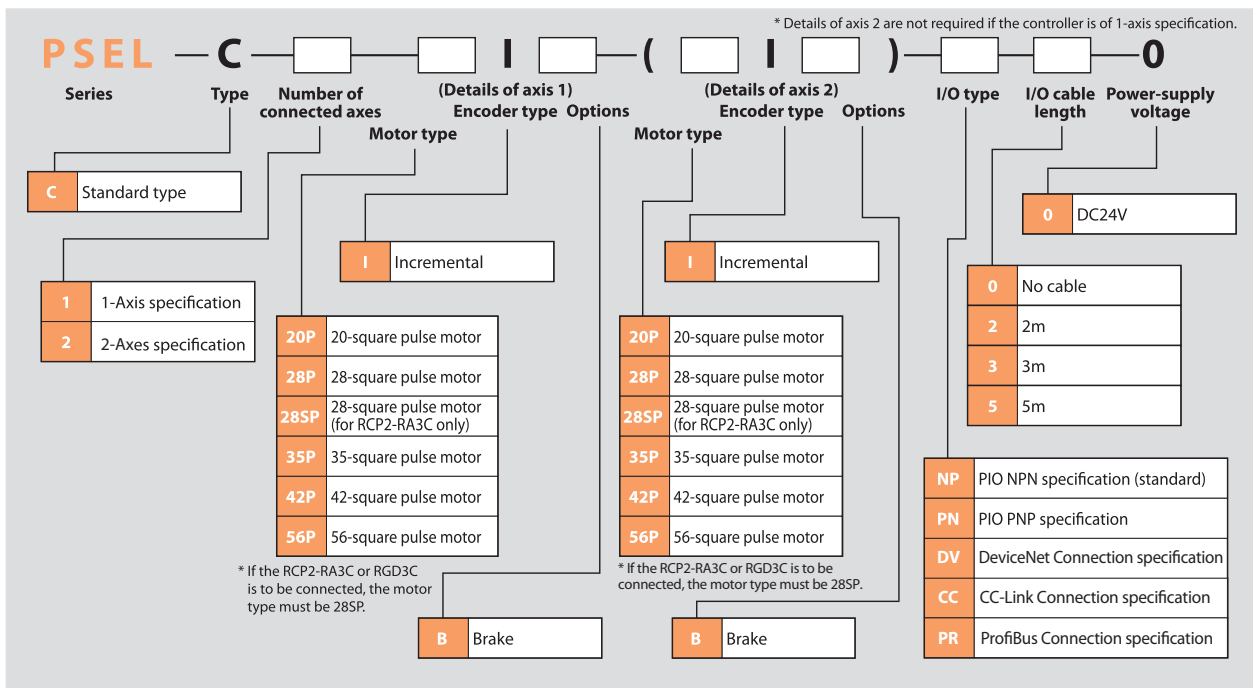 * Details of axis 2 are not required if the controller is of 1-axis specification.
PSEL — C — — I — ( I ) — — 0
Series
Type
Number of
connected axes
(Details of axis 1)
Motor type
Encoder type
Options
(Details of axis 2)
Motor type
Encoder type
Options
I/O type
I/O cable
length
Power-supply
voltage
C Standard type
1 1-Axis specification
2 2-Axes specification
I Incremental
20P 20-square pulse motor
28P 28-square pulse motor
28SP 28-square pulse motor
(for RCP2-RA3C only)
35P 35-square pulse motor
42P 42-square pulse motor
56P 56-square pulse motor
* If the RCP2-RA3C or RGD3C
is to be connected, the motor
type must be 28SP.
B Brake
I Incremental
20P 20-square pulse motor
28P 28-square pulse motor
28SP 28-square pulse motor
(for RCP2-RA3C only)
35P 35-square pulse motor
42P 42-square pulse motor
56P 56-square pulse motor
* If the RCP2-RA3C or RGD3C is to be
connected, the motor type must be 28SP.
B Brake
0 DC24V
0 No cable
2 2m
3 3m
5 5m
NP PIO NPN specification (standard)
PN PIO PNP specification
DV DeviceNet Connection specification
CC CC-Link Connection specification
PR ProfiBus Connection specification